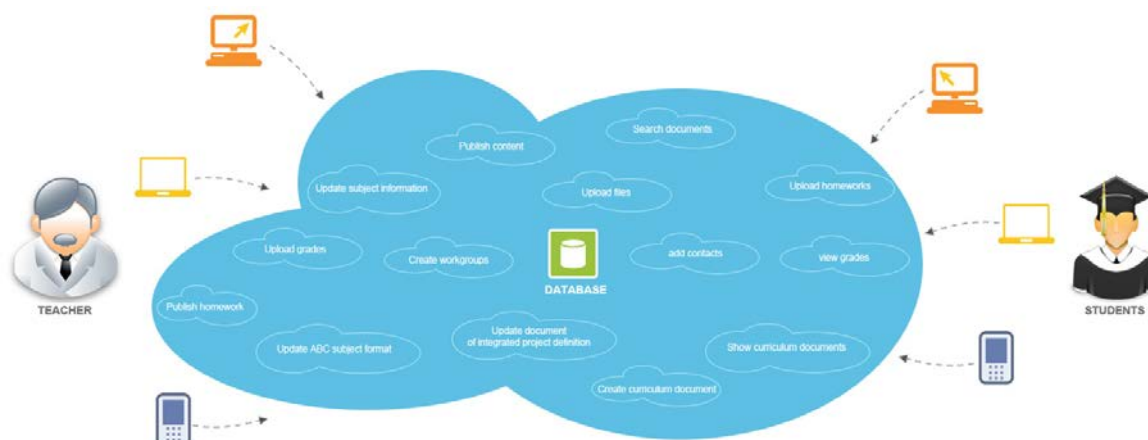 Search documents
Publish content
Update subject information
Upload files
Upload homeworks
Upload grades
Create workgroups
add contacts
view grades
DATABASE
TEACHER
STUDENTS
Publish homework
Update ABC subject format
Update document
of integrated project definition
Show curriculum documents
Create curriculum document